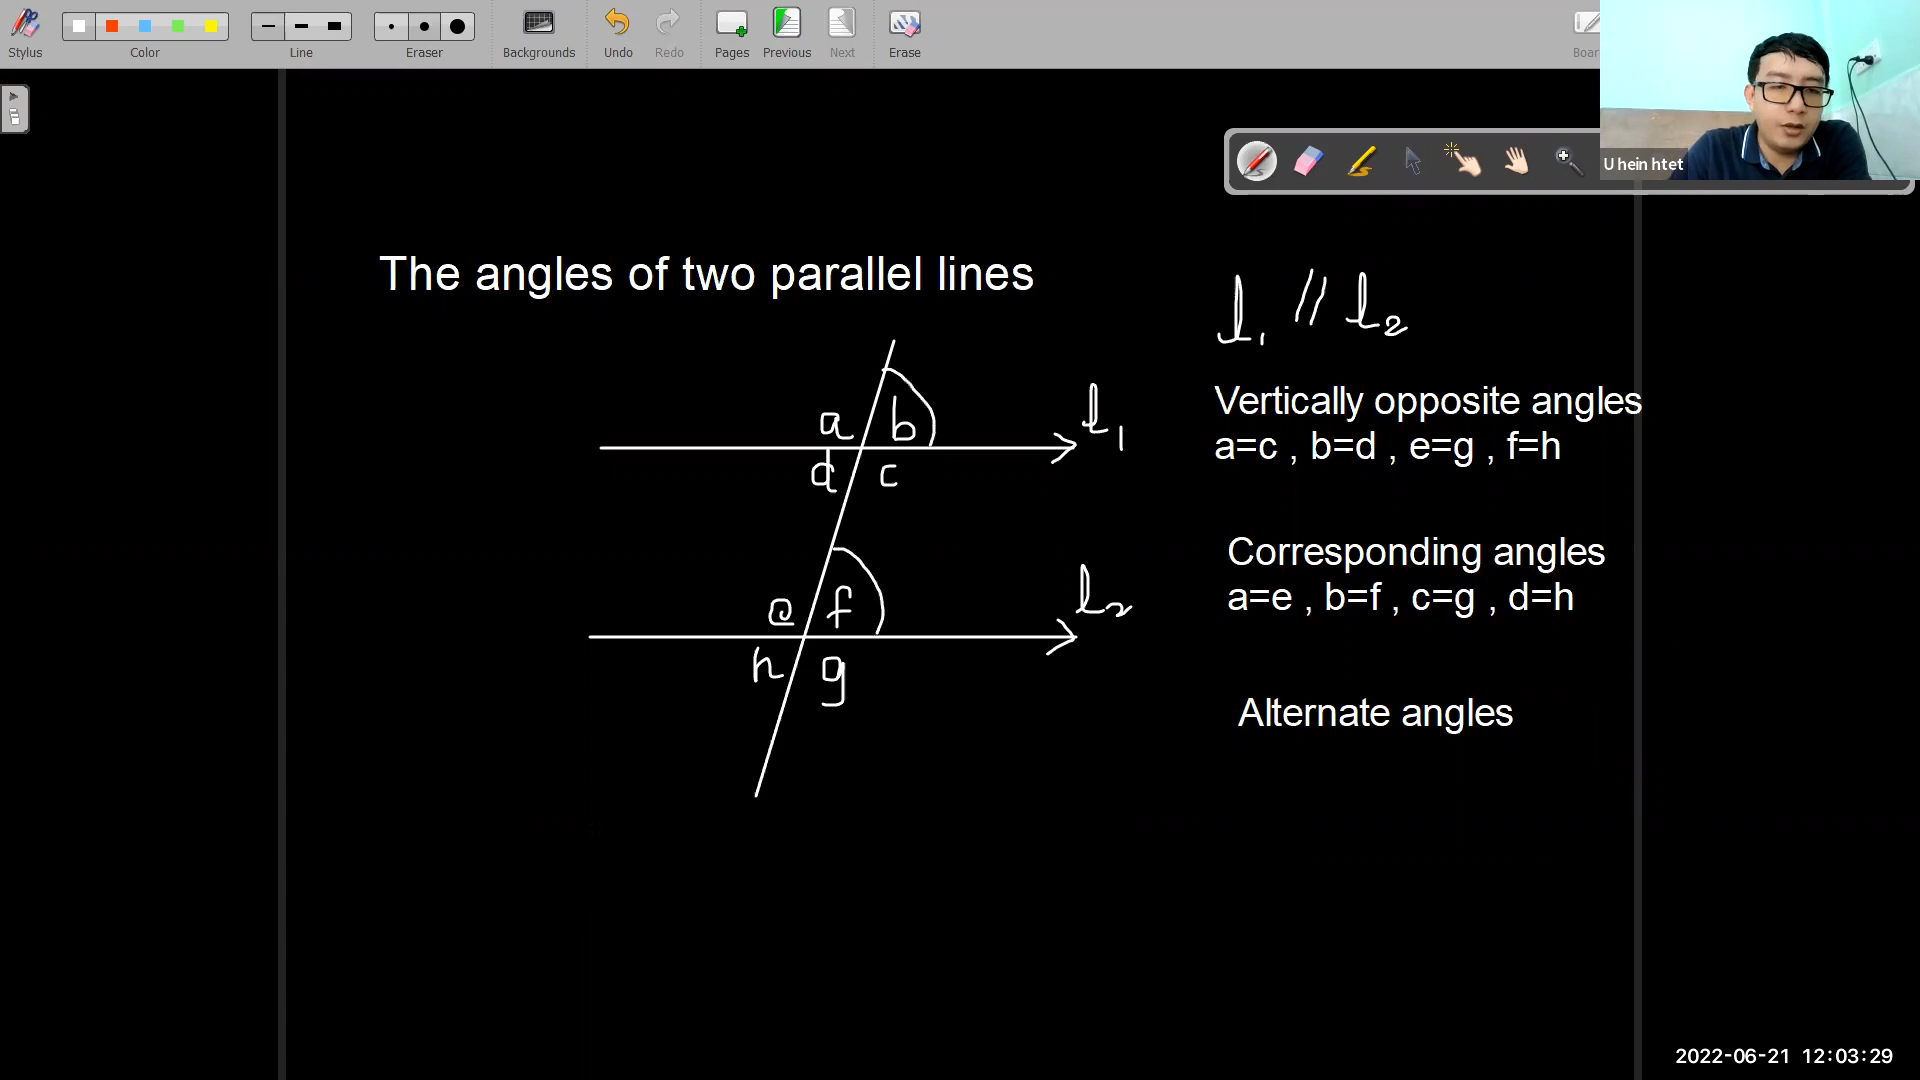 Stylus
Color
Line
Eraser
Backgrounds
Undo
Redo
Pages
Previous
Next
Erase
Boar
U hein htet
The angles of two parallel lines
l₁ // l₂
a b l₁
d c
Vertically opposite angles
a=c , b=d , e=g , f=h
e f l₂
h g
Corresponding angles
a=e , b=f , c=g , d=h
Alternate angles
2022-06-21 12:03:29